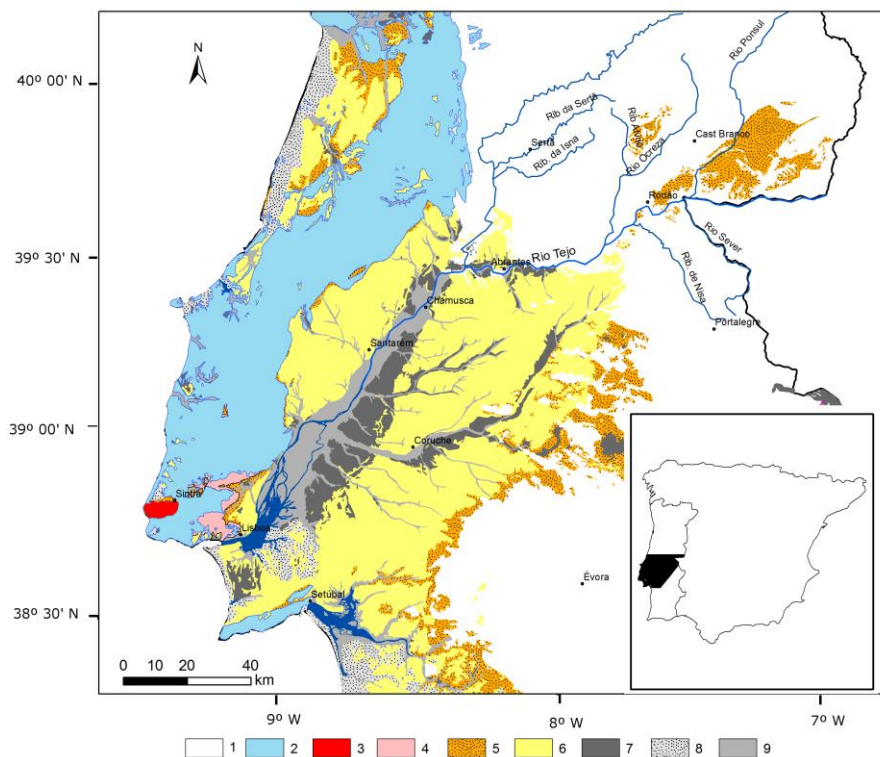 N
40º 00' N
39º 30' N
39º 00' N
38º 30' N
Rio Ponsul
Rib da Sertã
Sertã
Rib. da Isna
Rio Ocreza
Cast Branco
Rodão
Rio Sever
Rio Tejo
Abrantes
Rib. de Nisa
Chamusca
Portalegre
Santarém
Coruche
Sintra
Lisboa
Évora
Setúbal
0 10 20 40
km
9º W
8º W
7º W
1 2 3 4 5 6 7 8 9